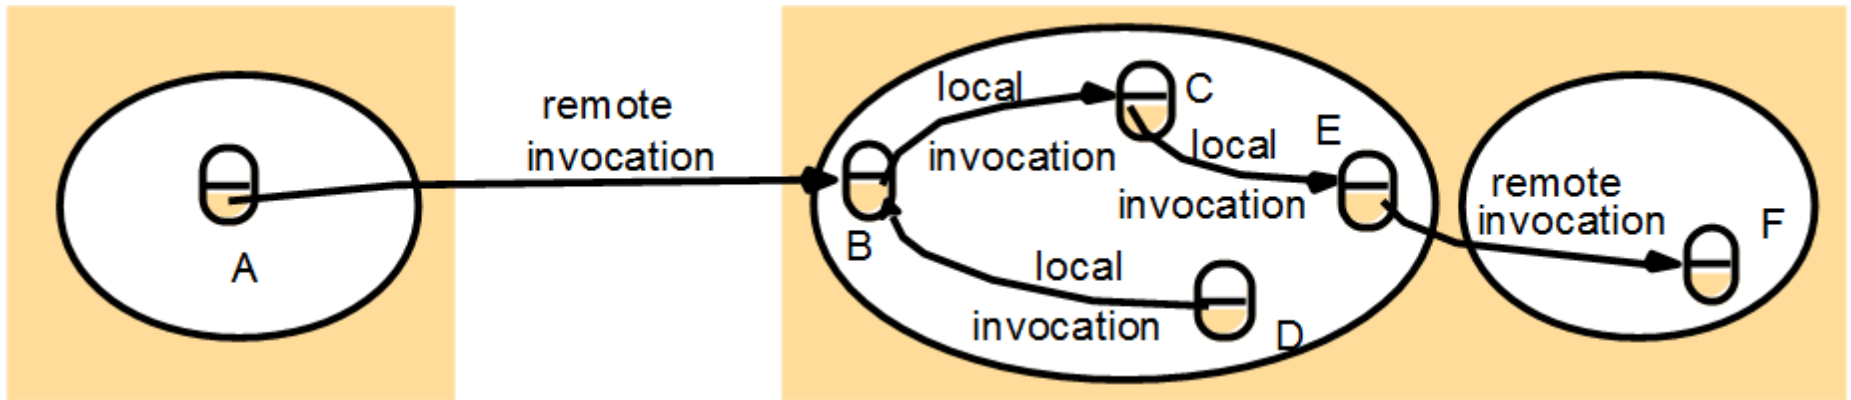 remote
invocation
A
B
local
invocation
C
local
invocation
E
local
invocation
D
remote
invocation
F